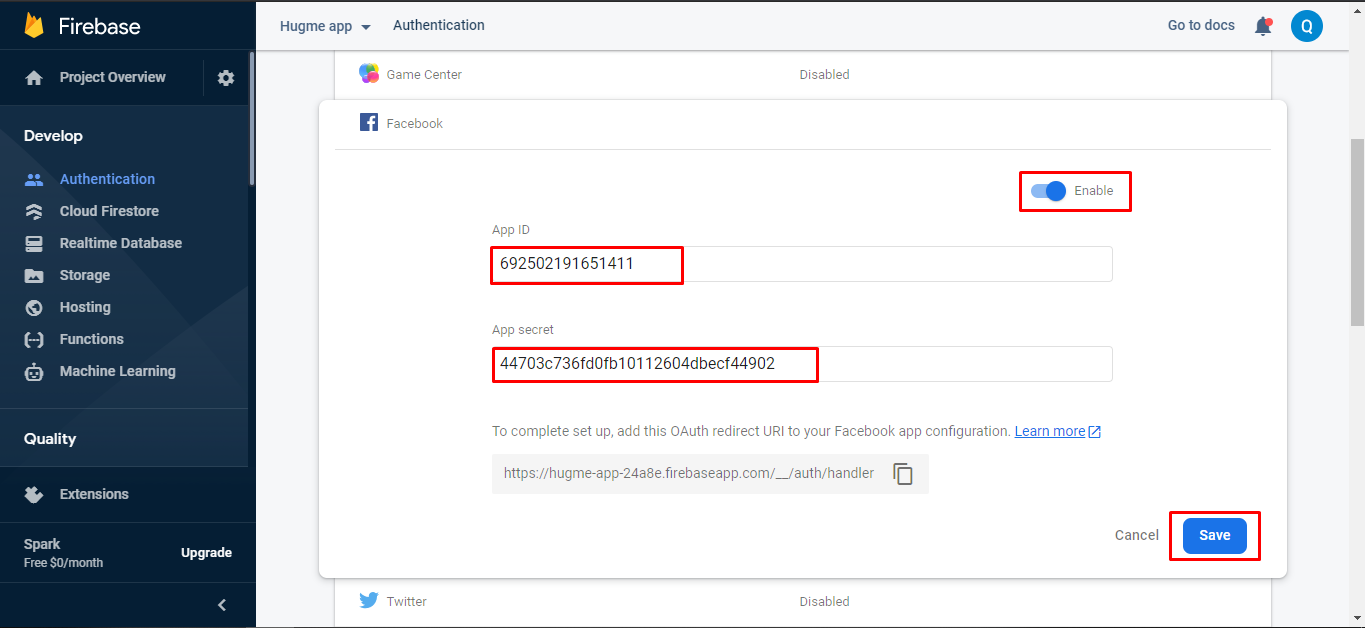 Firebase
Hugme app
Authentication
Go to docs
Q
Project Overview
Develop
Authentication
Cloud Firestore
Realtime Database
Storage
Hosting
Functions
Machine Learning
Quality
Extensions
Spark
Free $0/month
Upgrade
Game Center
Disabled
Facebook
Enable
App ID
692502191651411
App secret
44703c736fd0fb10112604dbecf44902
To complete set up, add this OAuth redirect URI to your Facebook app configuration. Learn more
https://hugme-app-24a8e.firebaseapp.com/__/auth/handler
Cancel
Save
Twitter
Disabled